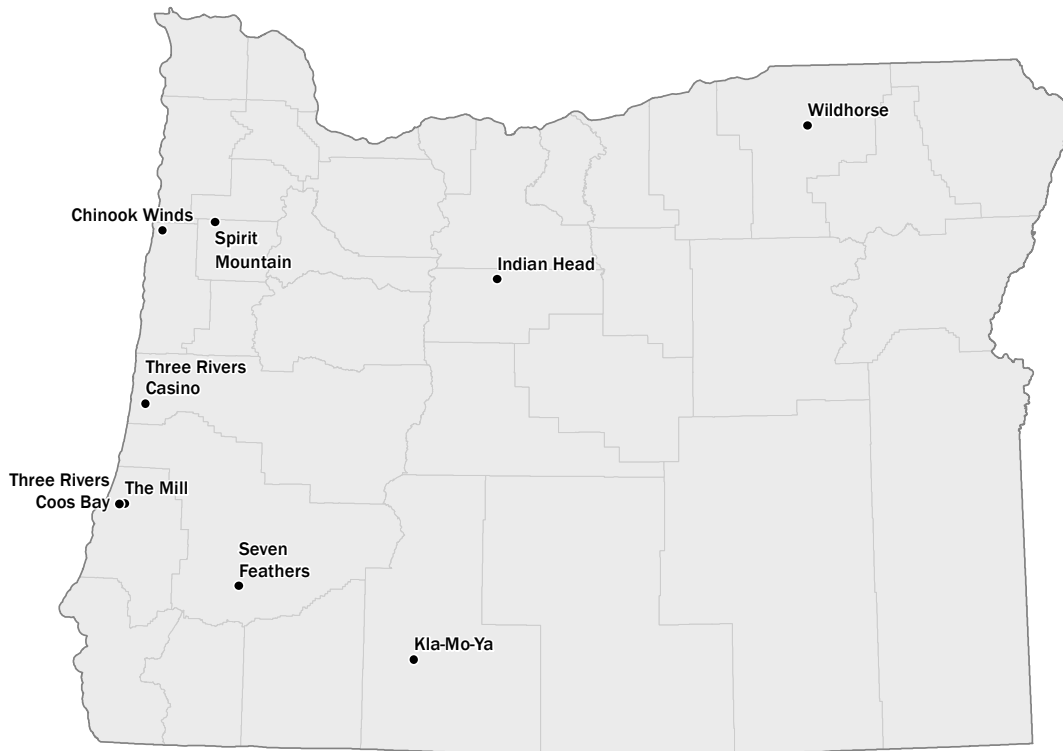 Wildhorse
Chinook Winds
Spirit
Mountain
Indian Head
Three Rivers
Casino
Three Rivers
Coos Bay
The Mill
Seven
Feathers
Kla-Mo-Ya